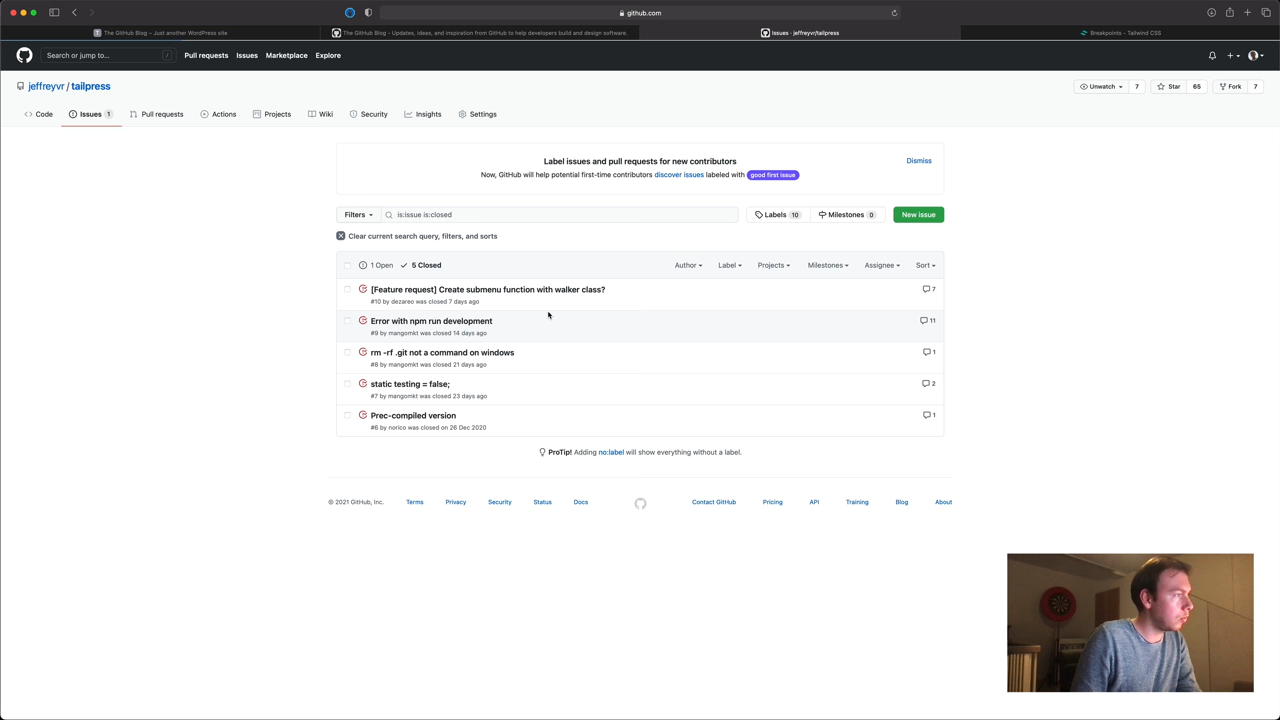 github.com
The GitHub Blog – Just another WordPress site
The GitHub Blog - Updates, ideas, and inspiration from GitHub to help developers build and design software.
Issues · jeffreyvr/tailpress
Breakpoints - Tailwind CSS
Search or jump to...
/
Pull requests
Issues
Marketplace
Explore
jeffreyvr / tailpress
Unwatch 7
Star 65
Fork 7
Code
Issues 1
Pull requests
Actions
Projects
Wiki
Security
Insights
Settings
Label issues and pull requests for new contributors
Dismiss
Now, GitHub will help potential first-time contributors discover issues labeled with good first issue
Filters
is:issue is:closed
Labels 10
Milestones 0
New issue
Clear current search query, filters, and sorts
1 Open
5 Closed
Author
Label
Projects
Milestones
Assignee
Sort
[Feature request] Create submenu function with walker class?
7
#10 by dezareo was closed 7 days ago
Error with npm run development
11
#9 by mangomkt was closed 14 days ago
rm -rf .git not a command on windows
1
#8 by mangomkt was closed 21 days ago
static testing = false;
2
#7 by mangomkt was closed 23 days ago
Prec-compiled version
1
#6 by norico was closed on 26 Dec 2020
ProTip! Adding no:label will show everything without a label.
© 2021 GitHub, Inc.
Terms
Privacy
Security
Status
Docs
Contact GitHub
Pricing
API
Training
Blog
About